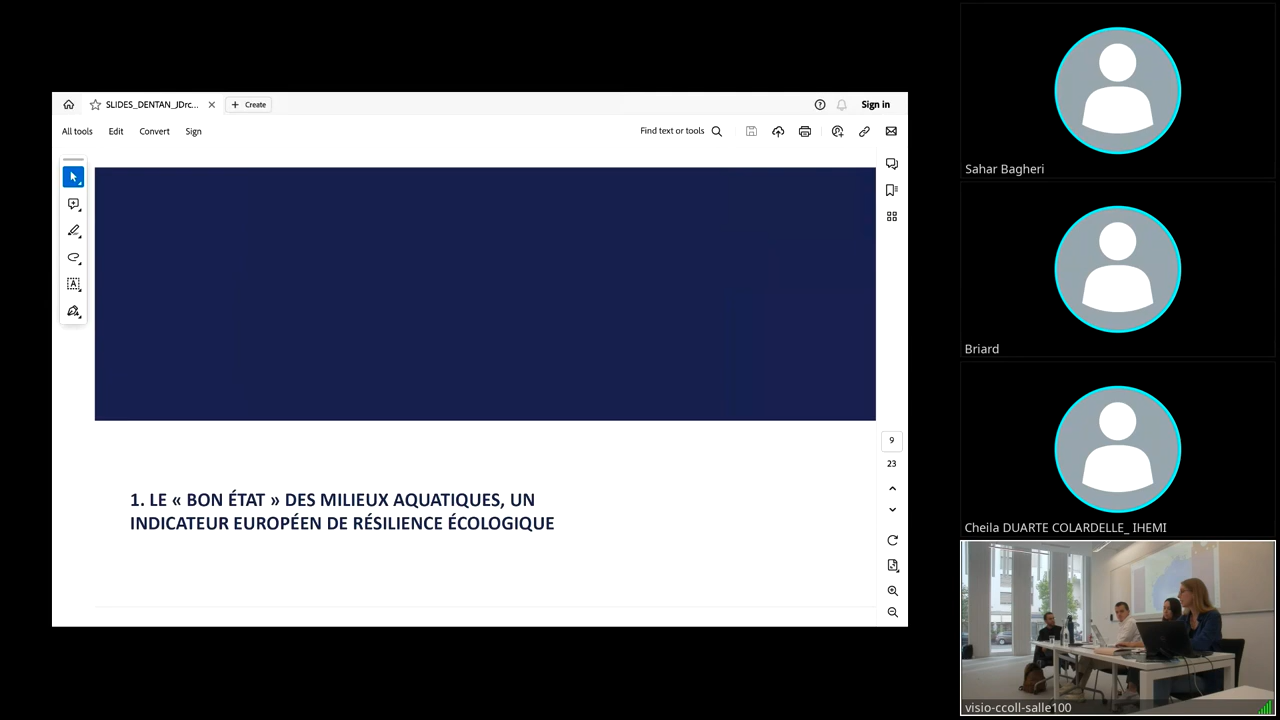 SLIDES_DENTAN_JDrc...
Create
Sign in
All tools
Edit
Convert
Sign
Find text or tools
9
23
1. LE « BON ÉTAT » DES MILIEUX AQUATIQUES, UN
INDICATEUR EUROPÉEN DE RÉSILIENCE ÉCOLOGIQUE
Sahar Bagheri
Briard
Cheila DUARTE COLARDELLE_ IHEMI
visio-ccoll-salle100